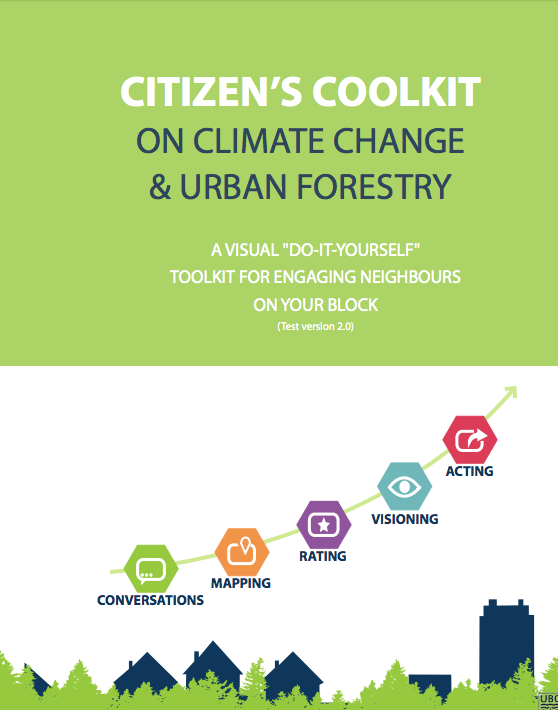 CITIZEN'S COOLKIT
ON CLIMATE CHANGE
& URBAN FORESTRY
A VISUAL "DO-IT-YOURSELF"
TOOLKIT FOR ENGAGING NEIGHBOURS
ON YOUR BLOCK
(Test version 2.0)
ACTING
VISIONING
RATING
MAPPING
CONVERSATIONS
UBC